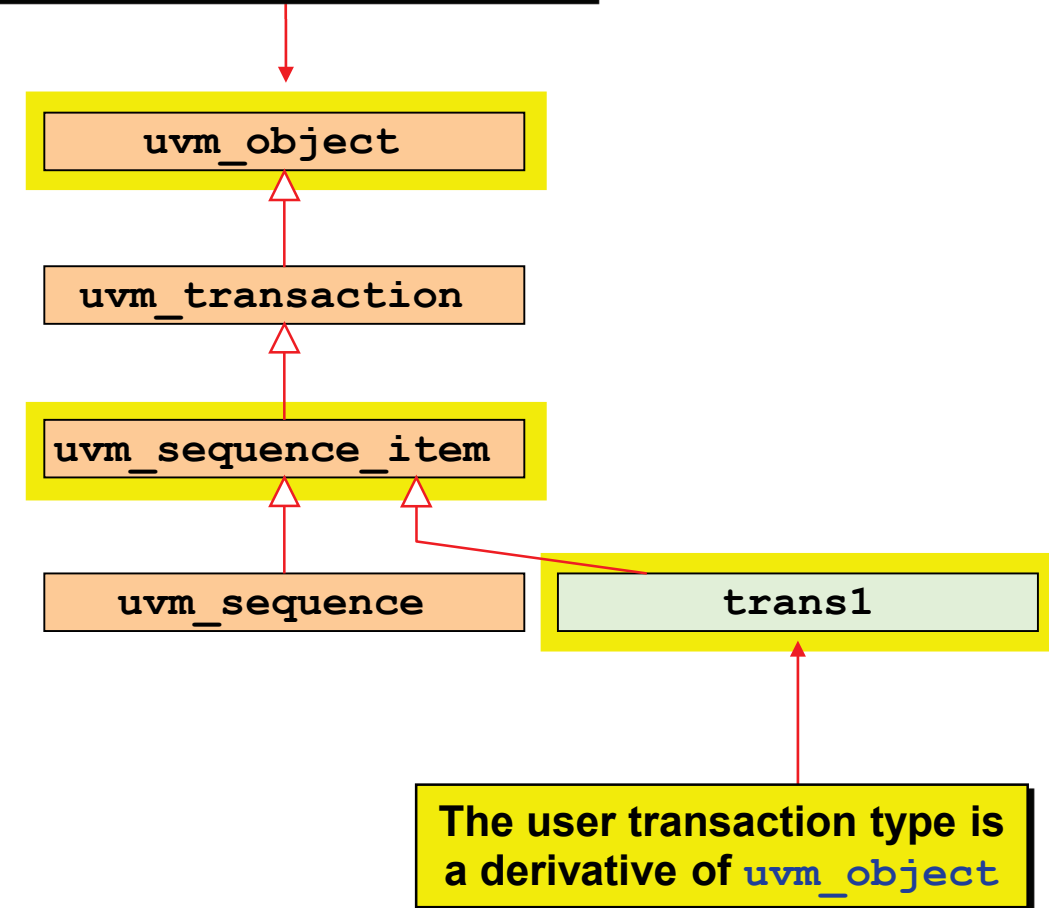 uvm_object
uvm_transaction
uvm_sequence_item
uvm_sequence
trans1
The user transaction type is
a derivative of uvm_object